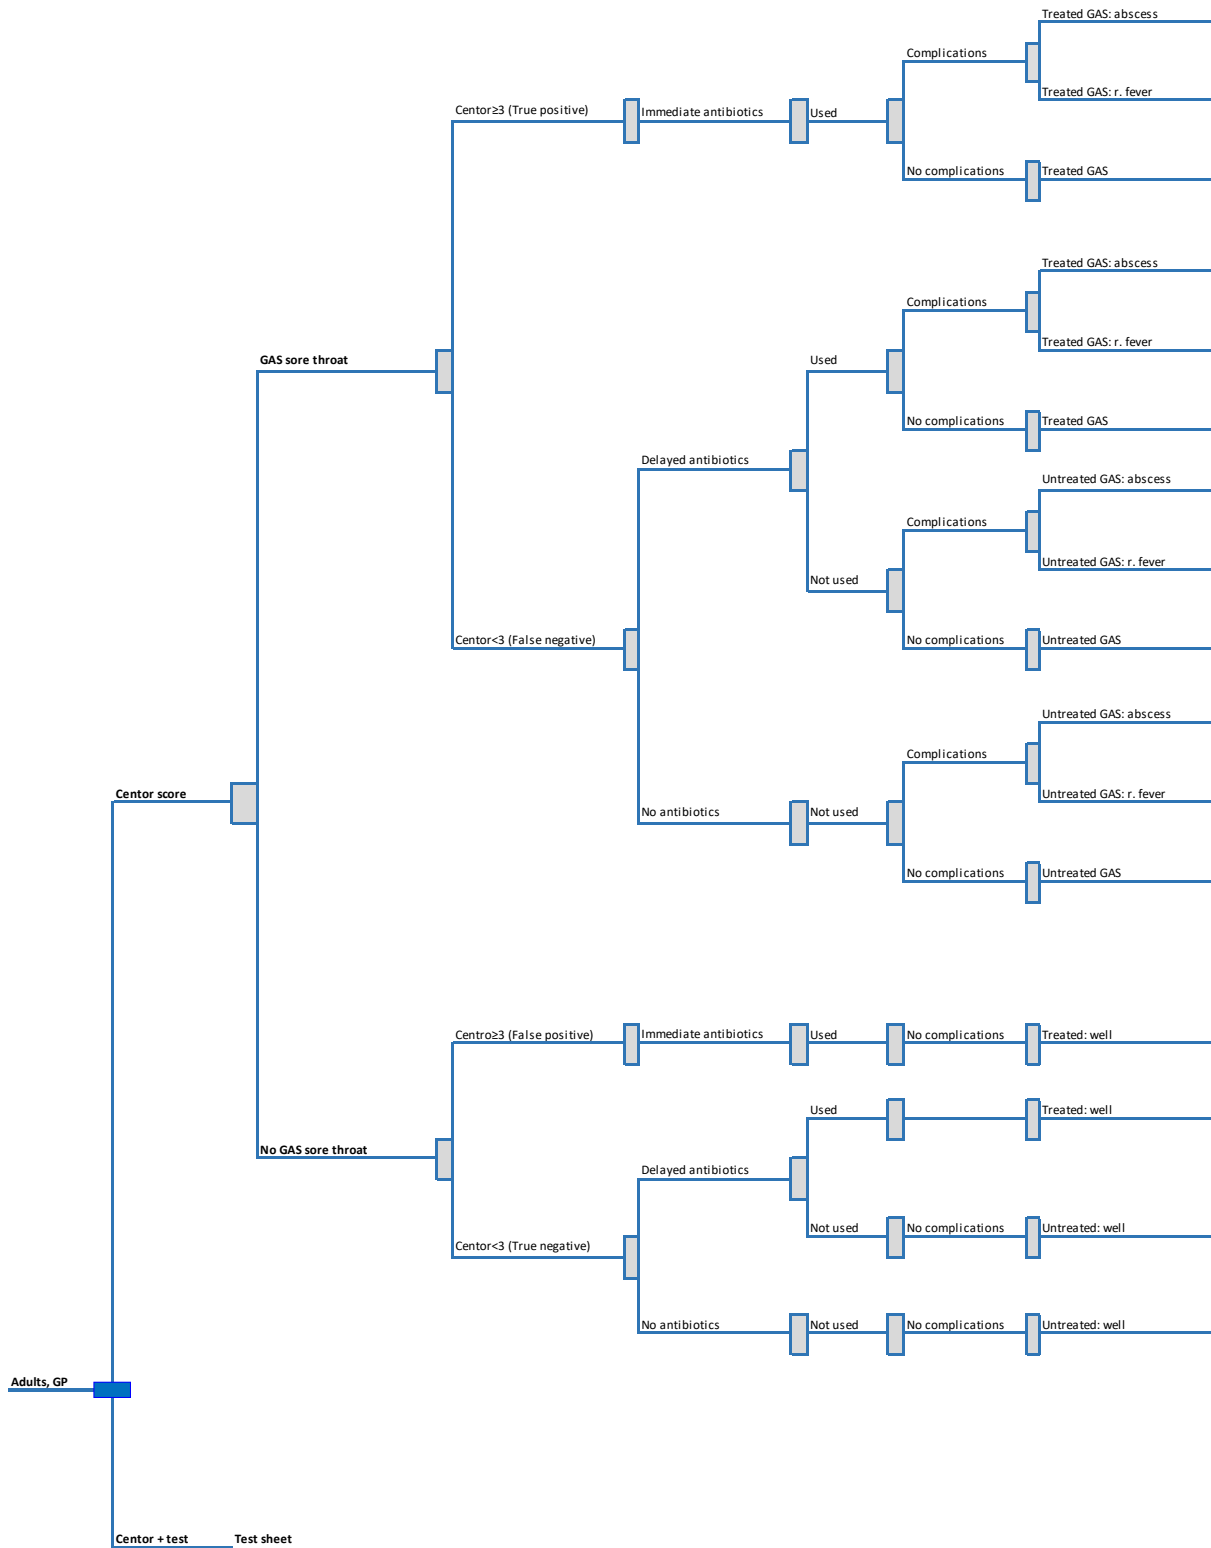 Treated GAS: abscess
Complications
Treated GAS: r. fever
Centor≥3 (True positive) Immediate antibiotics Used
No complications Treated GAS
Treated GAS: abscess
Complications
Treated GAS: r. fever
GAS sore throat Used
No complications Treated GAS
Delayed antibiotics
Untreated GAS: abscess
Complications
Untreated GAS: r. fever
Not used
Centor<3 (False negative) No complications Untreated GAS
Untreated GAS: abscess
Complications
Centor score Untreated GAS: r. fever
No antibiotics Not used
No complications Untreated GAS
Centro≥3 (False positive) Immediate antibiotics Used No complications Treated: well
Used Treated: well
No GAS sore throat Delayed antibiotics
Not used No complications Untreated: well
Centor<3 (True negative)
No antibiotics Not used No complications Untreated: well
Adults, GP
Centor + test Test sheet